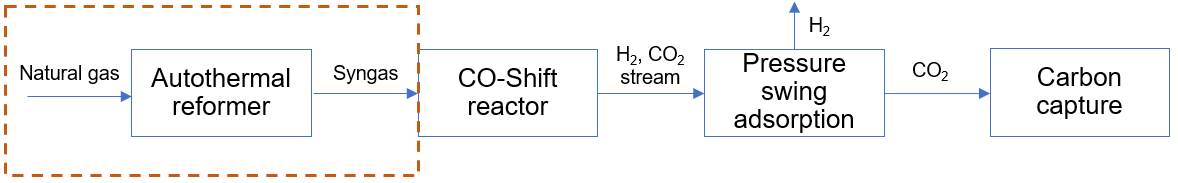 Natural gas
Autothermal
reformer
Syngas
CO-Shift
reactor
H₂, CO₂
stream
H₂
Pressure
swing
adsorption
CO₂
Carbon
capture